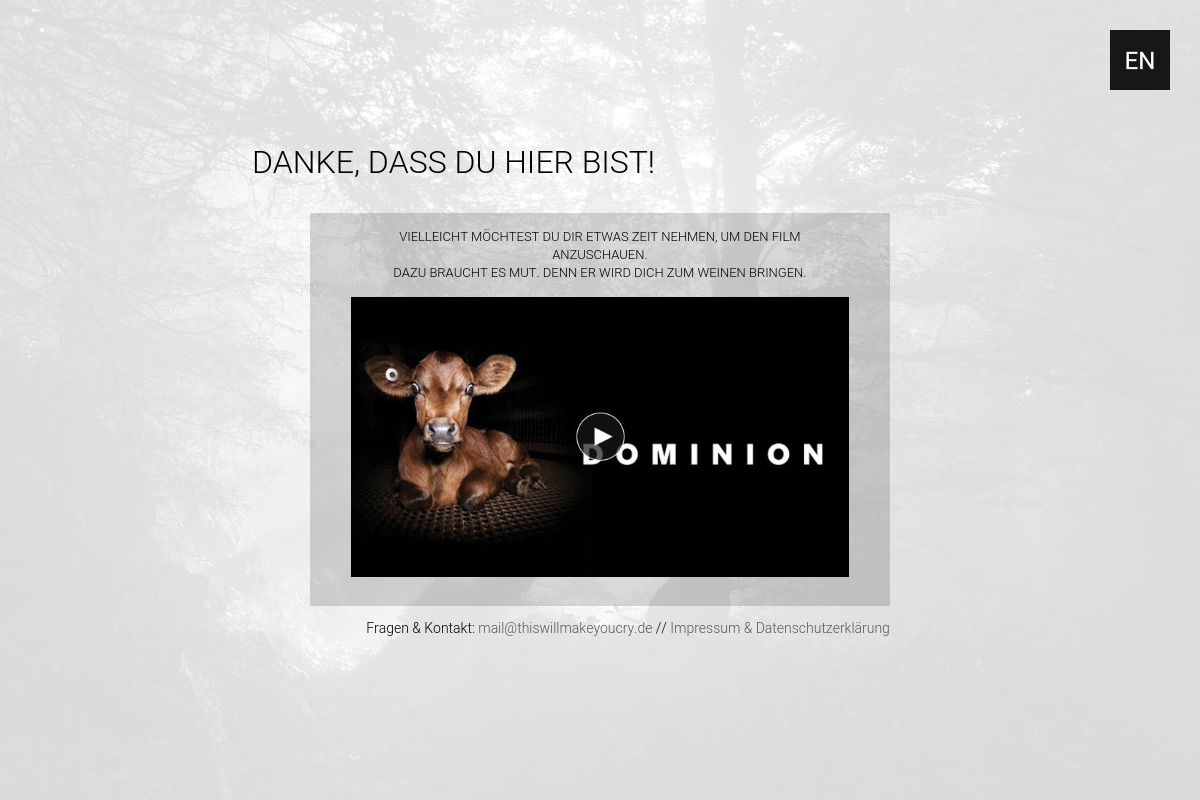 EN
DANKE, DASS DU HIER BIST!
VIELLEICHT MÖCHTEST DU DIR ETWAS ZEIT NEHMEN, UM DEN FILM
ANZUSCHAUEN.
DAZU BRAUCHT ES MUT. DENN ER WIRD DICH ZUM WEINEN BRINGEN.
DOMINION
Fragen & Kontakt: mail@thiswillmakeyoucry.de // Impressum & Datenschutzerklärung